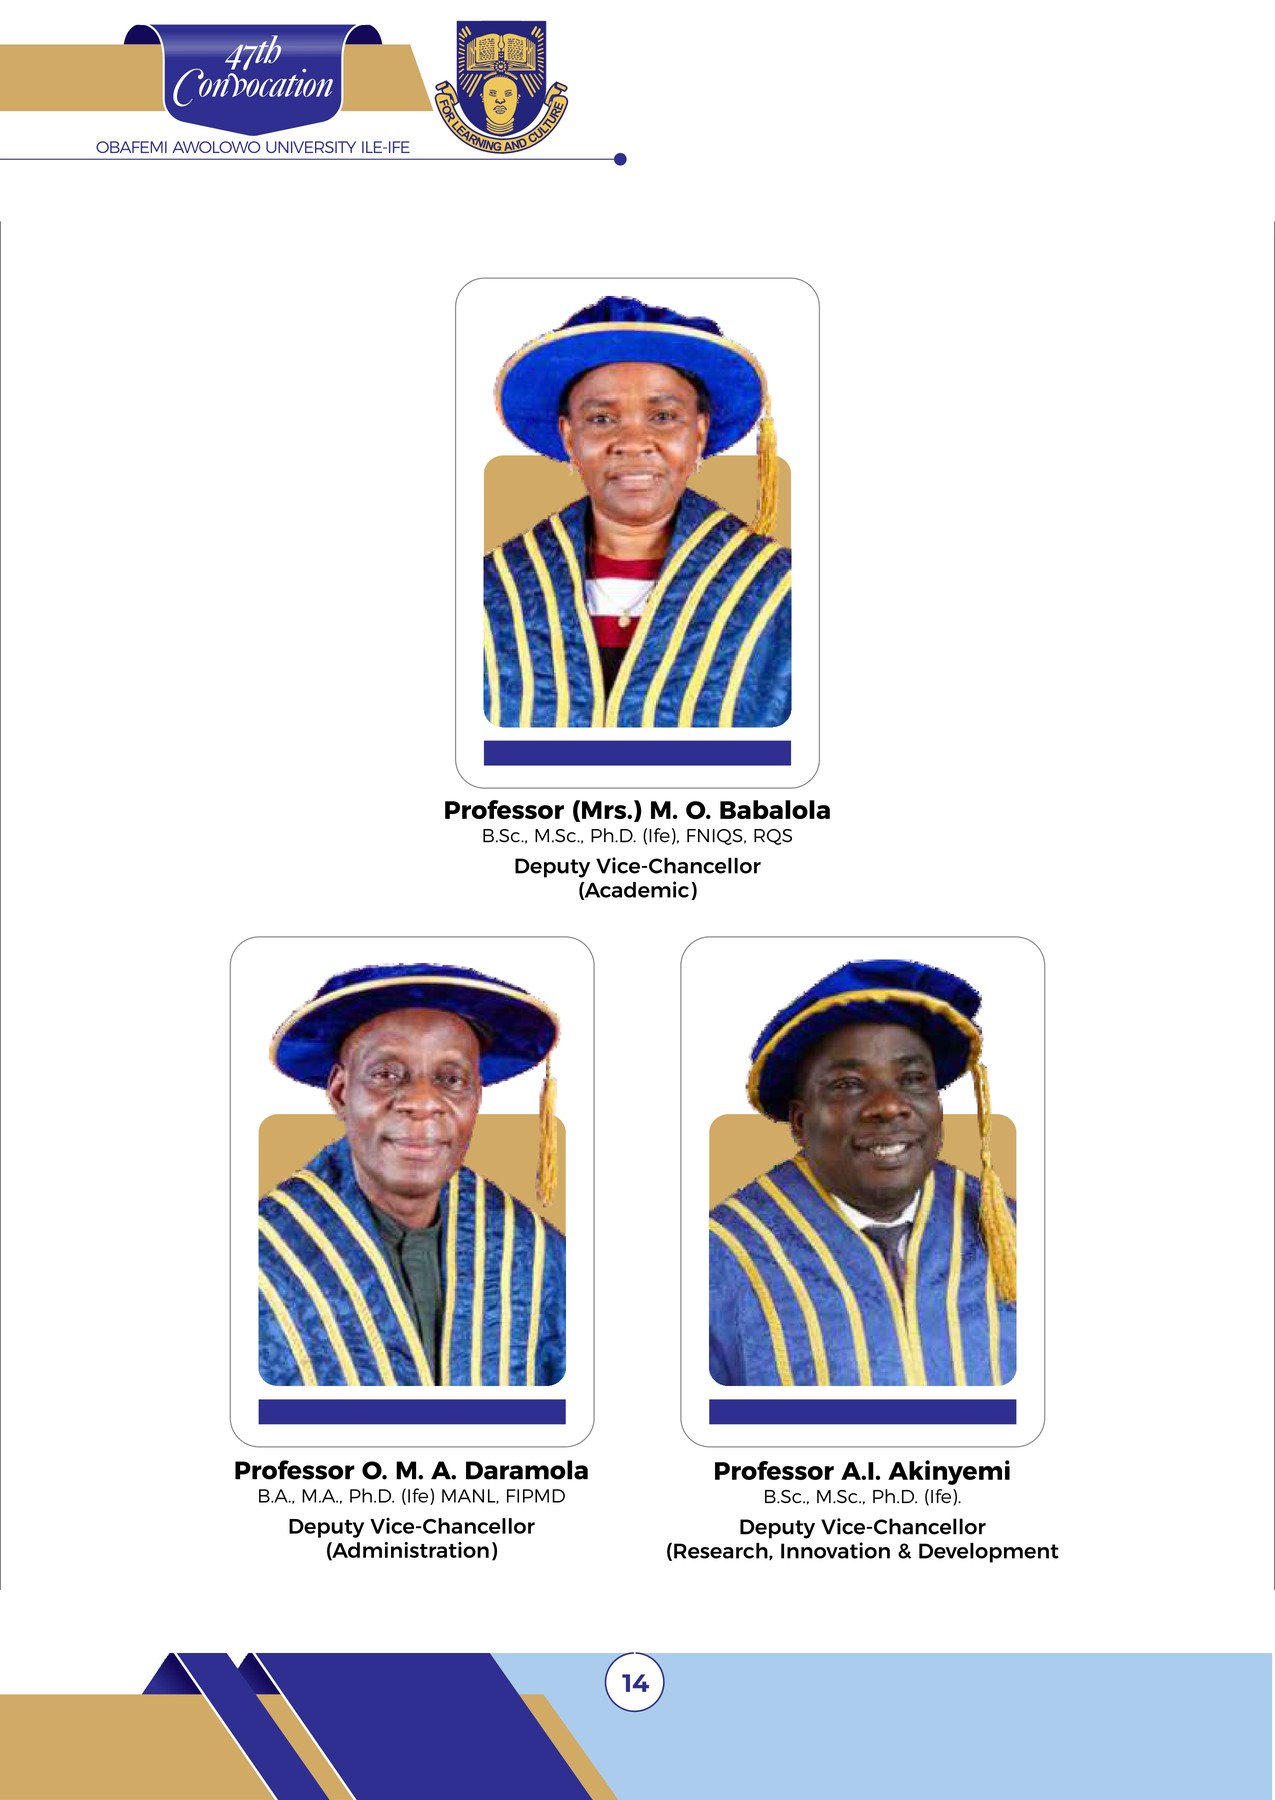 47th
Convocation
FOR LEARNING AND CULTURE
OBAFEMI AWOLOWO UNIVERSITY ILE-IFE
Professor (Mrs.) M. O. Babalola
B.Sc., M.Sc., Ph.D. (Ife), FNIQS, RQS
Deputy Vice-Chancellor
(Academic)
Professor O. M. A. Daramola
B.A., M.A., Ph.D. (Ife) MANL, FIPMD
Deputy Vice-Chancellor
(Administration)
Professor A.I. Akinyemi
B.Sc., M.Sc., Ph.D. (Ife).
Deputy Vice-Chancellor
(Research, Innovation & Development
14